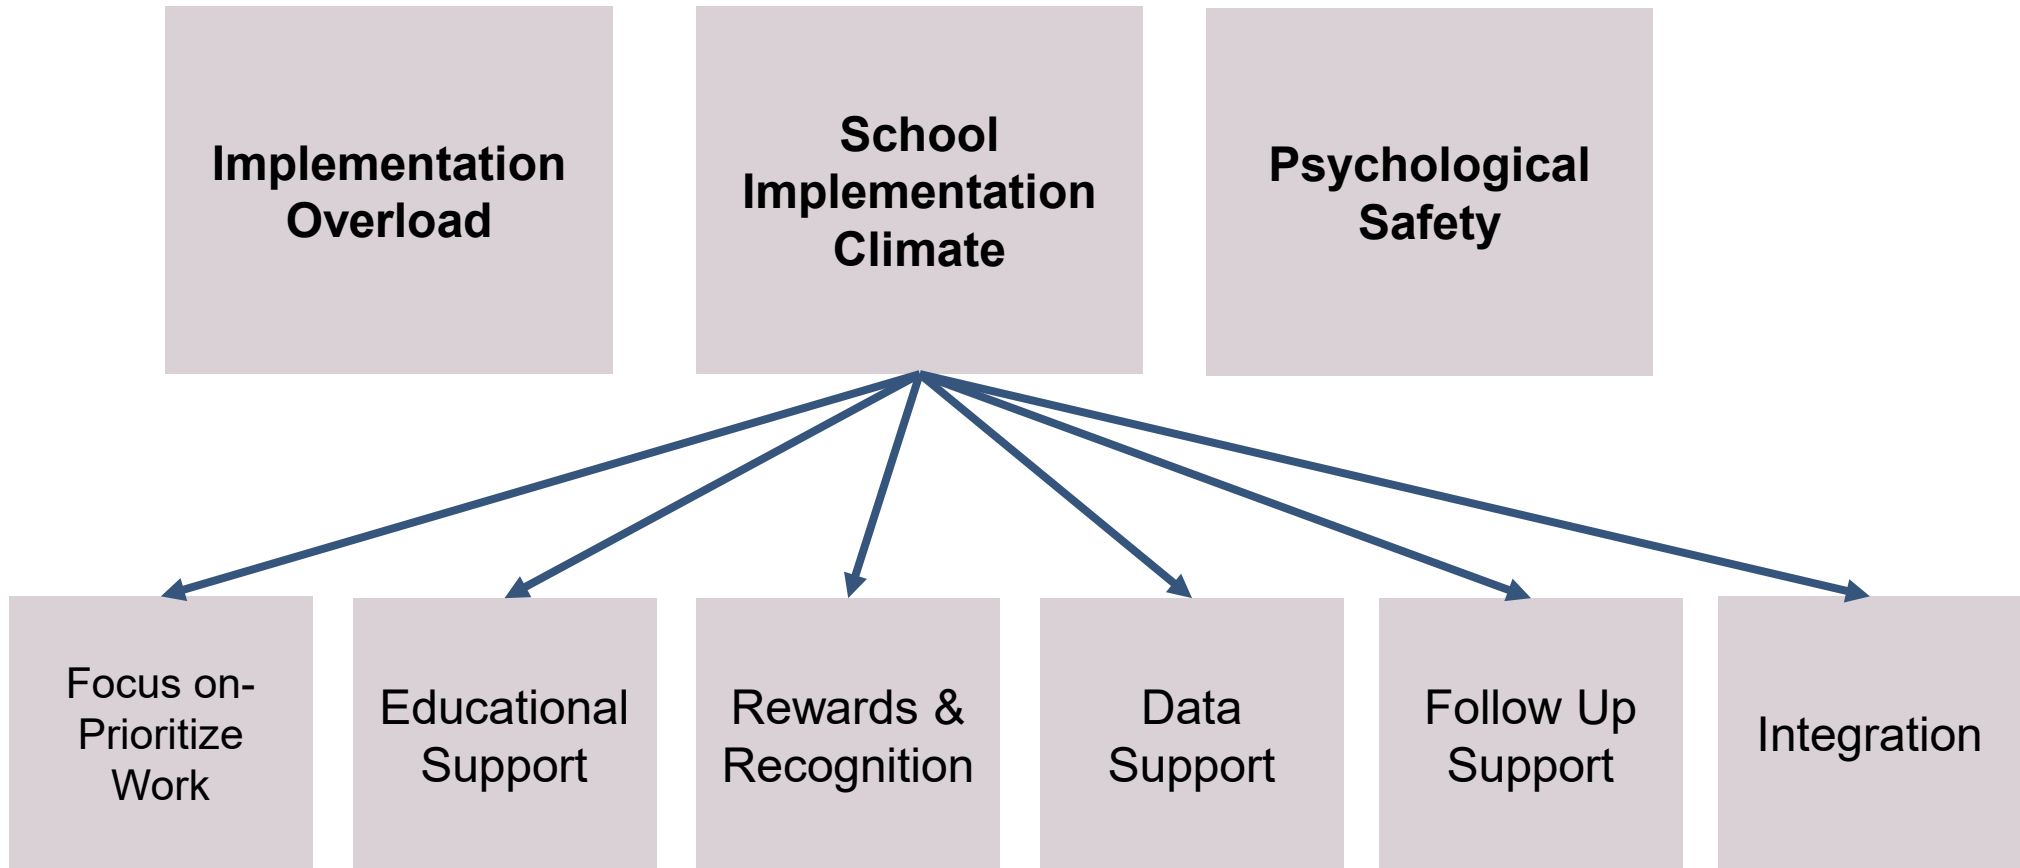 Implementation
Overload
School
Implementation
Climate
Psychological
Safety
Focus on-
Prioritize
Work
Educational
Support
Rewards &
Recognition
Data
Support
Follow Up
Support
Integration